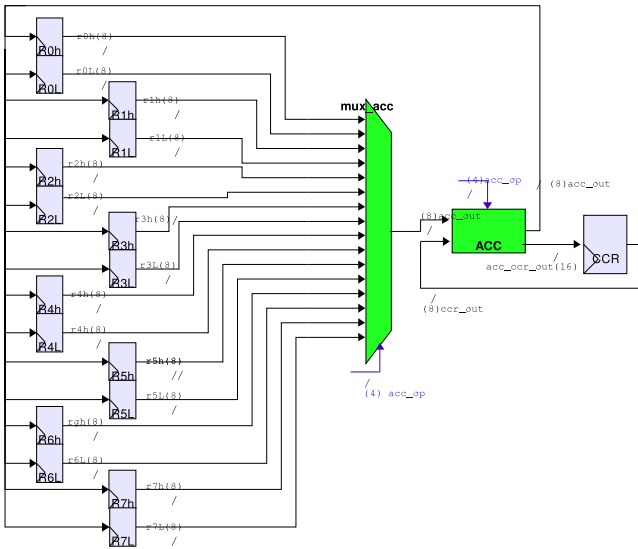 r0h(8)
R0h
r0L(8)
R0L
r1h(8)
R1h
r1L(8)
R1L
r2h(8)
R2h
r2L(8)
R2L
r3h(8)
R3h
r3L(8)
R3L
r4h(8)
R4h
r4h(8)
R4L
r5h(8)
R5h
r5L(8)
R5L
rgh(8)
R6h
r6L(8)
R6L
r7h(8)
R7h
r7L(8)
R7L
mux_acc
(4) acc_op
(4)acc_op
(8)acc_out
(8)acc_out
ACC
acc_ccr_out(16)
CCR
(8)ccr_out